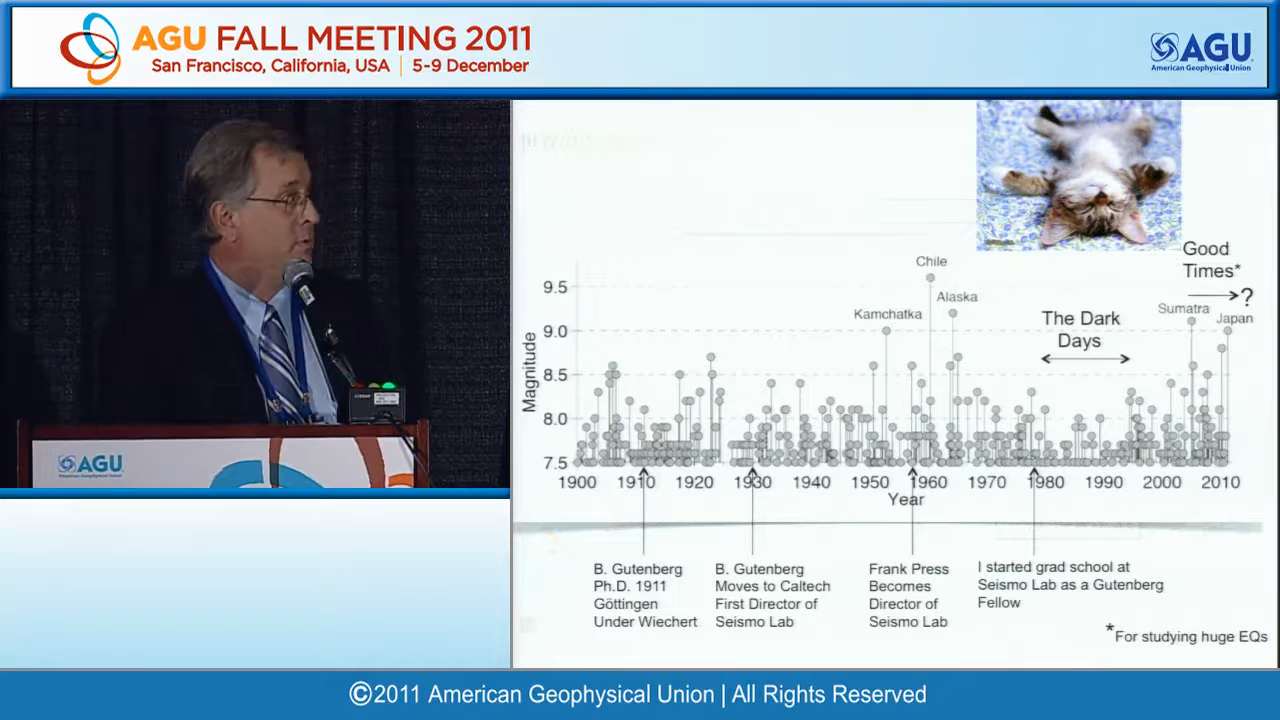 AGU FALL MEETING 2011
San Francisco, California, USA | 5-9 December
AGU
American Geophysical Union
AGU
Good
Times*
?
Chile
Kamchatka
Alaska
Sumatra
Japan
The Dark
Days
Magnitude
9.5
9.0
8.5
8.0
7.5
1900 1910 1920 1930 1940 1950 1960 1970 1980 1990 2000 2010
Year
B. Gutenberg
Ph.D. 1911
Göttingen
Under Wiechert
B. Gutenberg
Moves to Caltech
First Director of
Seismo Lab
Frank Press
Becomes
Director of
Seismo Lab
I started grad school at
Seismo Lab as a Gutenberg
Fellow
*For studying huge EQs
©2011 American Geophysical Union | All Rights Reserved